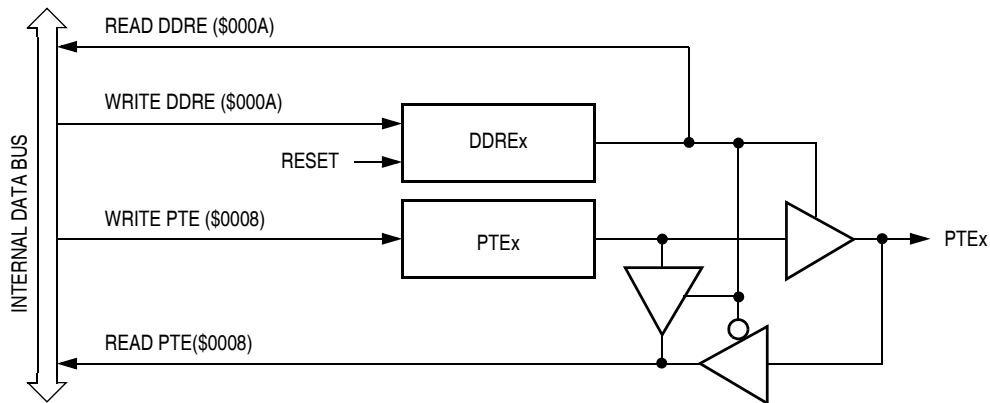 READ DDRE ($000A)
WRITE DDRE ($000A)
DDREx
RESET
INTERNAL DATA BUS
WRITE PTE ($0008)
PTEx
PTEx
READ PTE($0008)